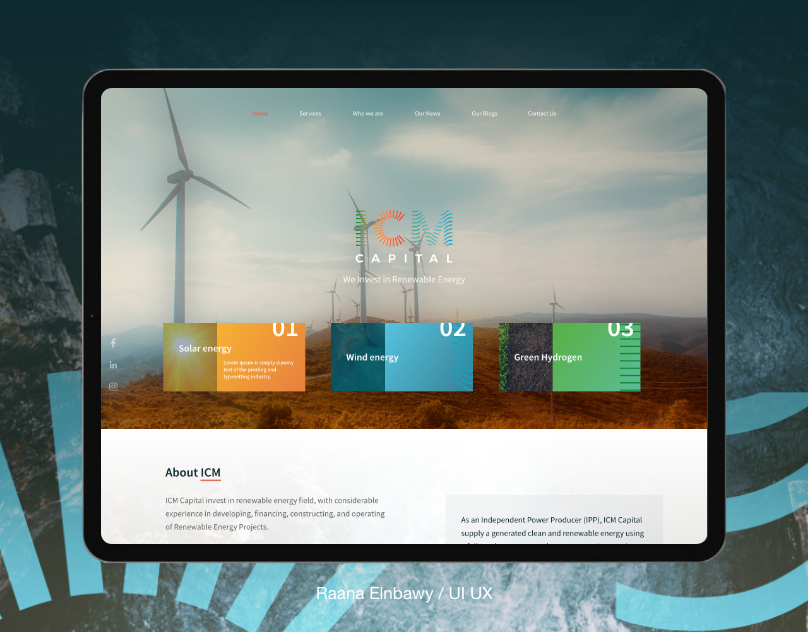 Home Services Who we are Our News Our Blogs Contact Us
ICM
CAPITAL
We Invest in Renewable Energy
01
Solar energy
Lorem Ipsum is simply dummy
text of the printing and
typesetting industry.
02
Wind energy
03
Green Hydrogen
About ICM
ICM Capital invest in renewable energy field, with considerable
experience in developing, financing, constructing, and operating
of Renewable Energy Projects.
As an Independent Power Producer (IPP), ICM Capital
supply a generated clean and renewable energy using
Raana Elnbawy / UI UX